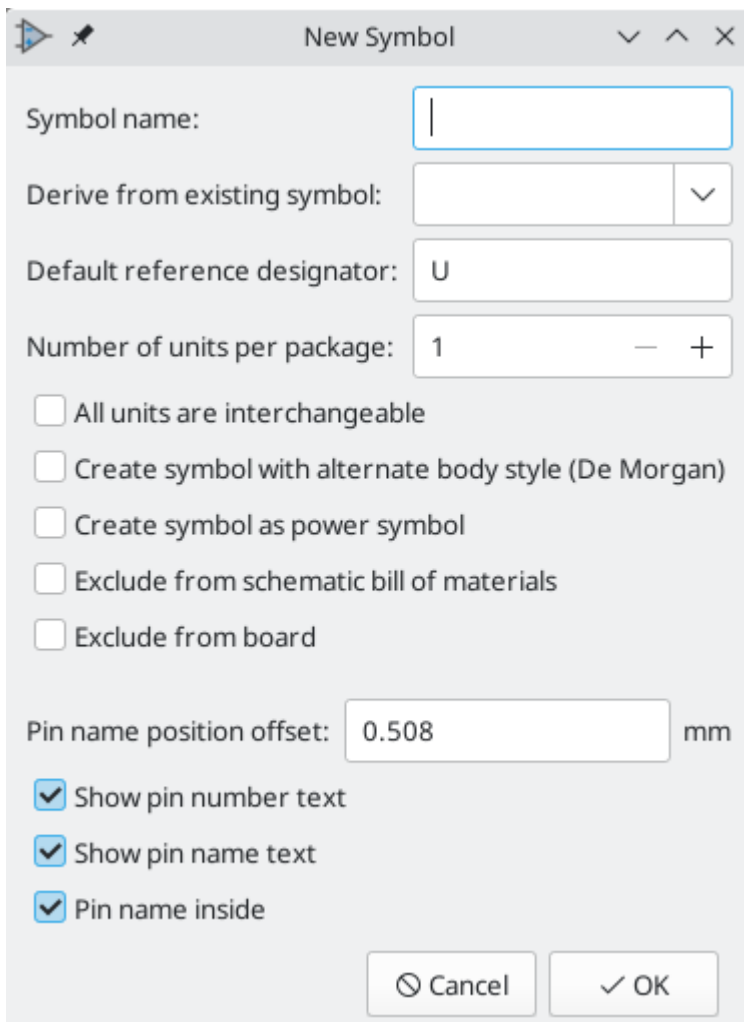 New Symbol
Symbol name:
Derive from existing symbol:
Default reference designator: U
Number of units per package: 1
All units are interchangeable
Create symbol with alternate body style (De Morgan)
Create symbol as power symbol
Exclude from schematic bill of materials
Exclude from board
Pin name position offset: 0.508 mm
Show pin number text
Show pin name text
Pin name inside
Cancel OK